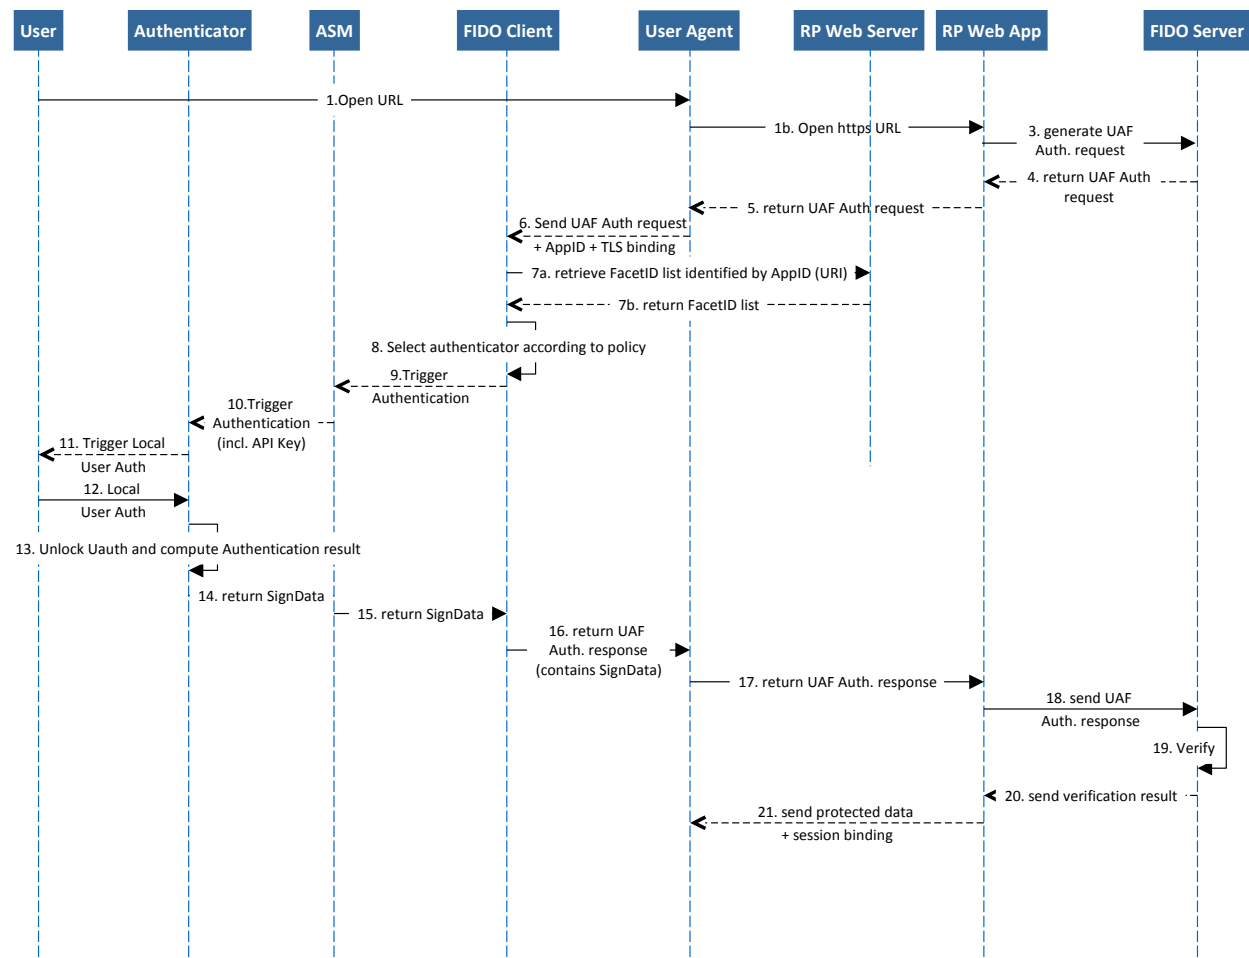 User
Authenticator
ASM
FIDO Client
User Agent
RP Web Server
RP Web App
FIDO Server
1.Open URL
1b. Open https URL
3. generate UAF
Auth. request
4. return UAF Auth
request
5. return UAF Auth request
6. Send UAF Auth request
+ AppID + TLS binding
7a. retrieve FacetID list identified by AppID (URI)
7b. return FacetID list
8. Select authenticator according to policy
9.Trigger
Authentication
10.Trigger
Authentication
(incl. API Key)
11. Trigger Local
User Auth
12. Local
User Auth
13. Unlock Uauth and compute Authentication result
14. return SignData
15. return SignData
16. return UAF
Auth. response
(contains SignData)
17. return UAF Auth. response
18. send UAF
Auth. response
19. Verify
20. send verification result
21. send protected data
+ session binding